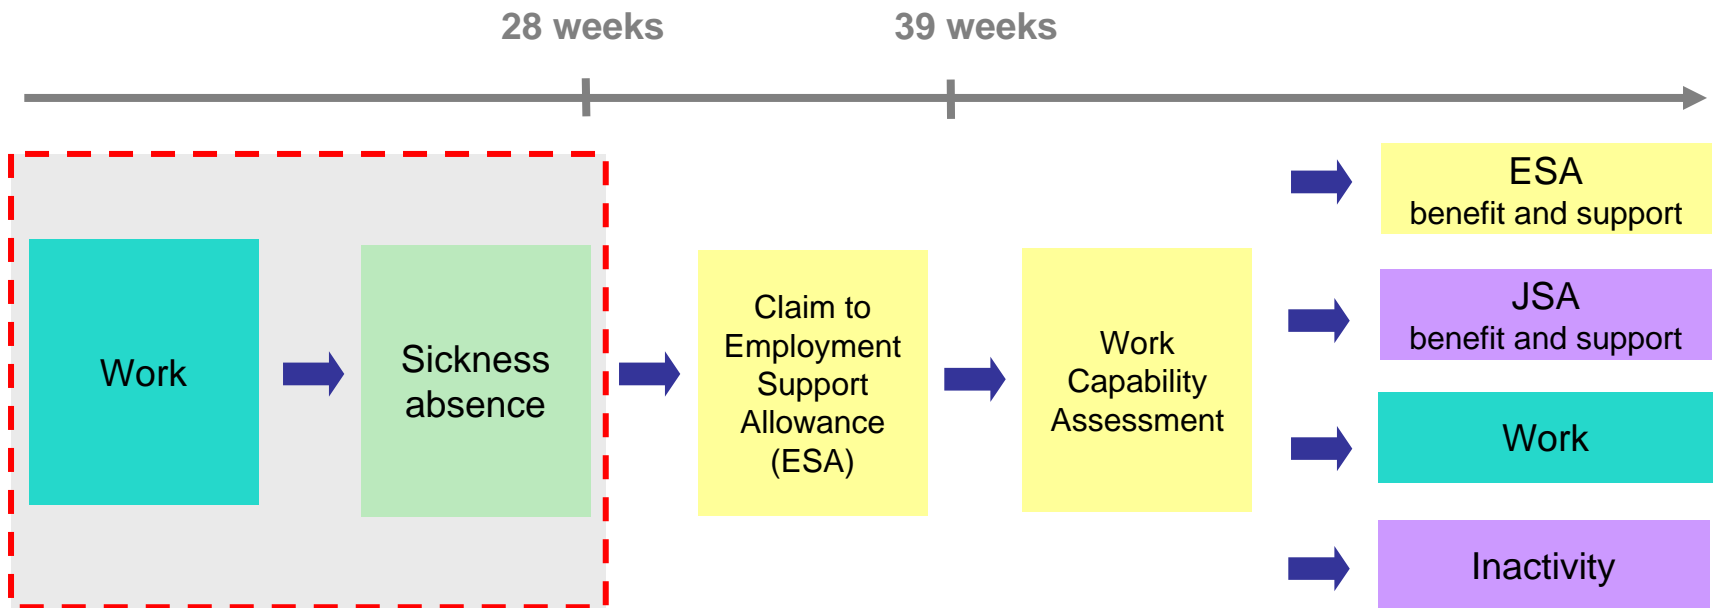 28 weeks
39 weeks
Work
Sickness
absence
Claim to
Employment
Support
Allowance
(ESA)
Work
Capability
Assessment
ESA
benefit and support
JSA
benefit and support
Work
Inactivity